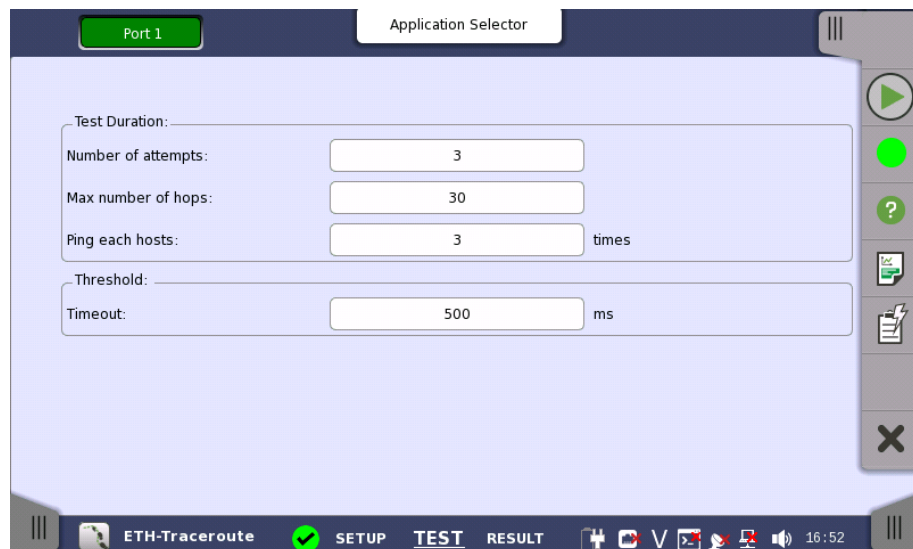 Port 1
Application Selector
Test Duration:
Number of attempts: 3
Max number of hops: 30
Ping each hosts: 3 times
Threshold:
Timeout: 500 ms
ETH-Traceroute SETUP TEST RESULT V 16:52